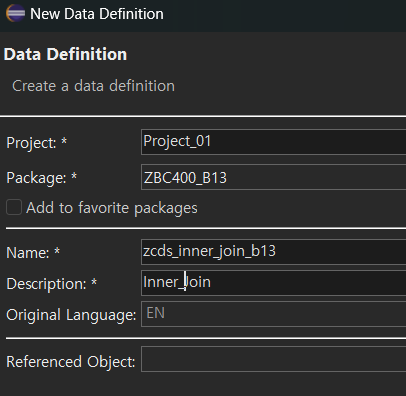 New Data Definition
Data Definition
Create a data definition
Project: * Project_01
Package: * ZBC400_B13
Add to favorite packages
Name: * zcds_inner_join_b13
Description: * Inner_Join
Original Language: EN
Referenced Object: